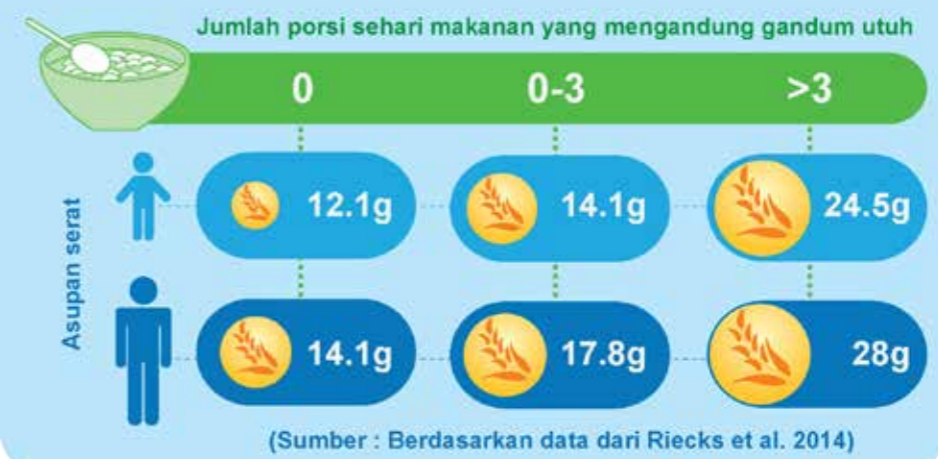 Jumlah porsi sehari makanan yang mengandung gandum utuh
0 0-3 >3
Asupan serat
12.1g 14.1g 24.5g
14.1g 17.8g 28g
(Sumber : Berdasarkan data dari Riecks et al. 2014)